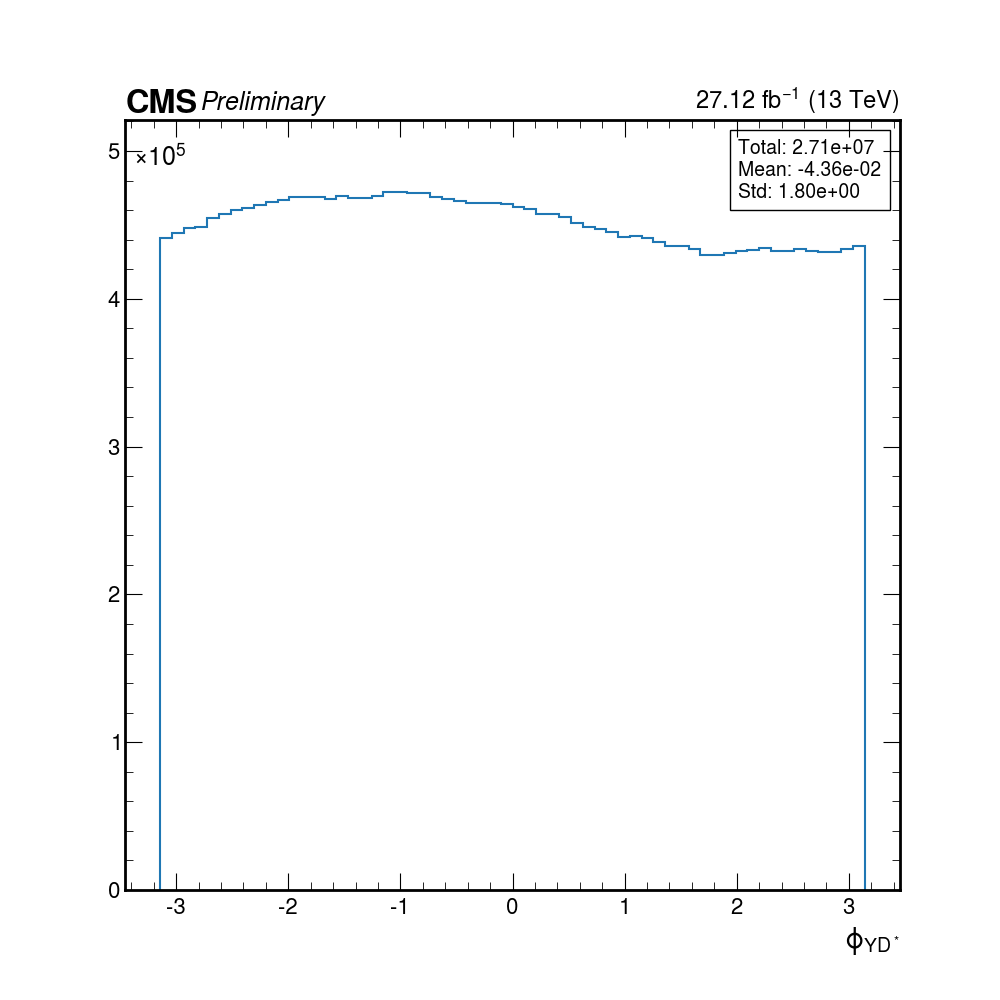 CMS Preliminary 27.12 fb⁻¹ (13 TeV)
×10⁵
Total: 2.71e+07
Mean: -4.36e-02
Std: 1.80e+00
5
4
3
2
1
0
-3 -2 -1 0 1 2 3
ϕYD*